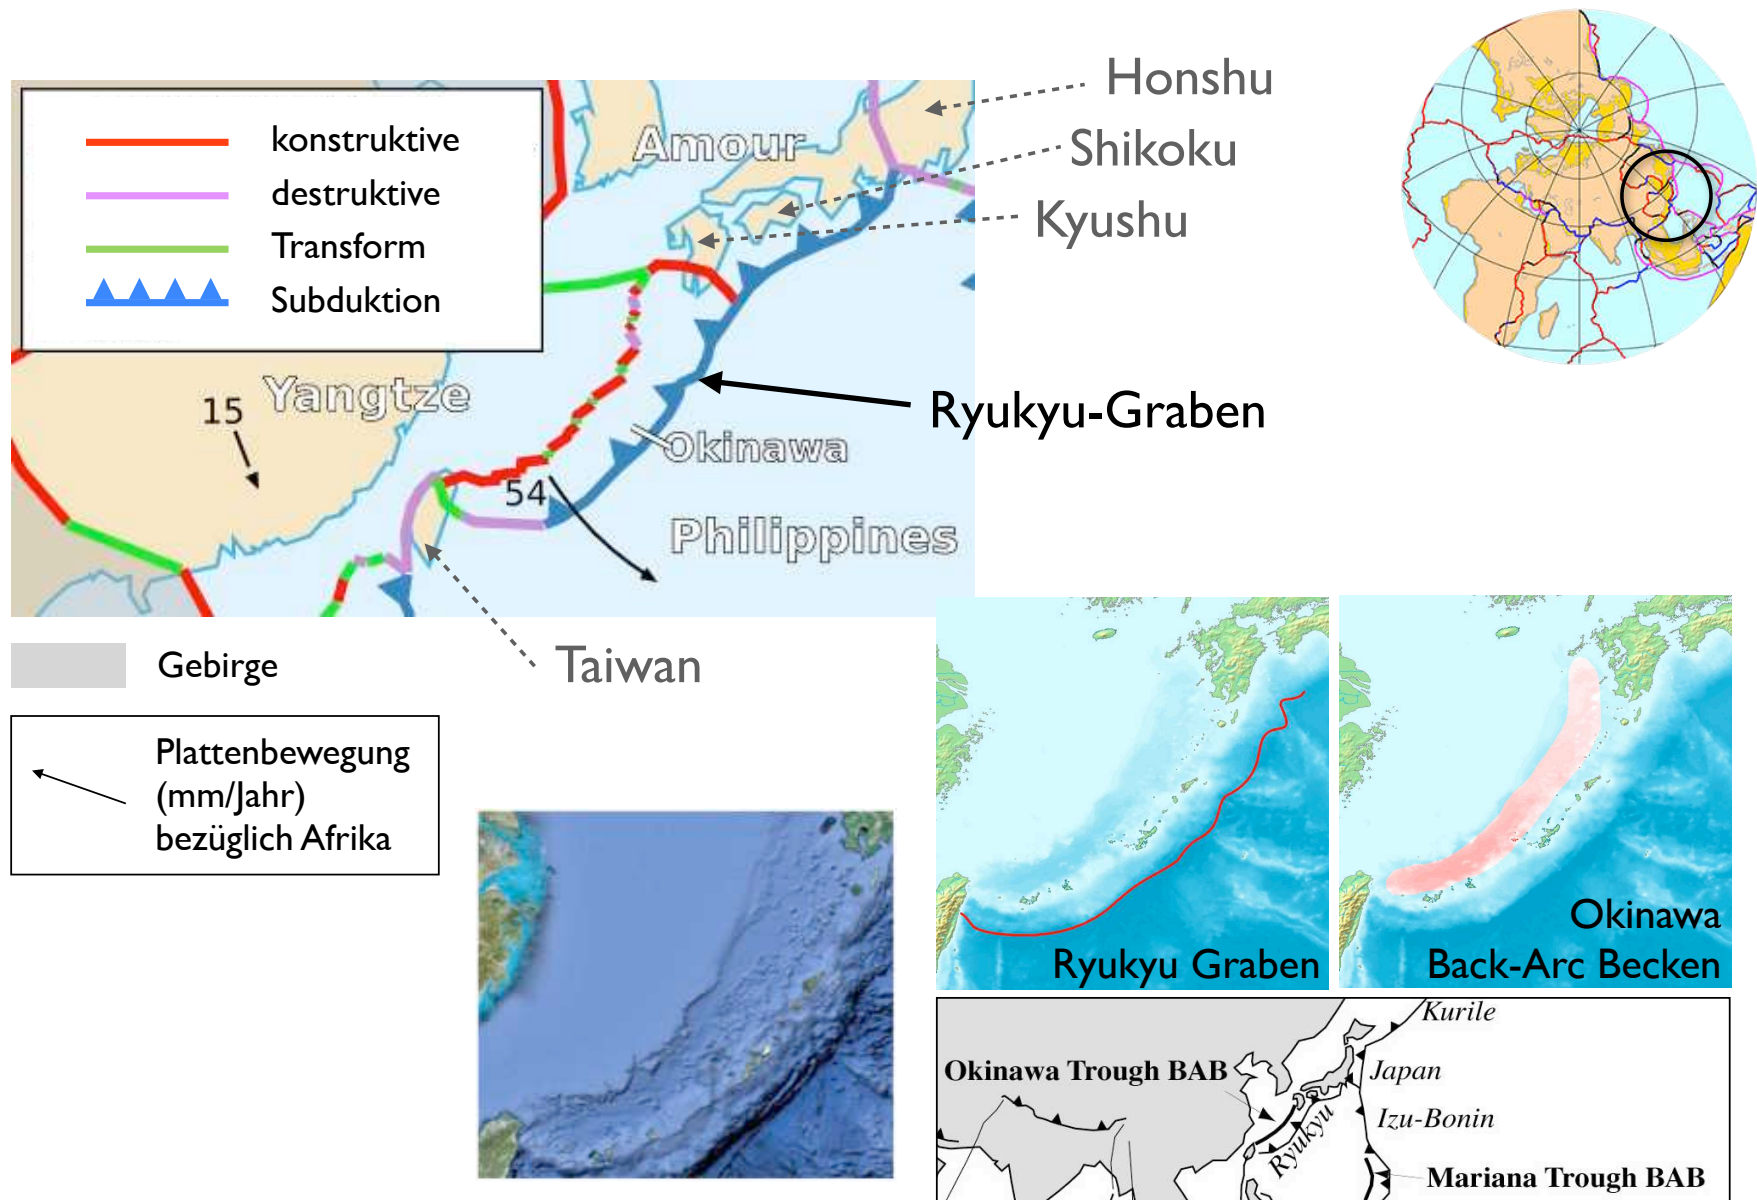 konstruktive
destruktive
Transform
Subduktion
Amour
Honshu
Shikoku
Kyushu
Yangtze
15
Okinawa
54
Philippines
Ryukyu-Graben
Taiwan
Gebirge
Plattenbewegung
(mm/Jahr)
bezüglich Afrika
Ryukyu Graben
Okinawa
Back-Arc Becken
Kurile
Okinawa Trough BAB
Japan
Izu-Bonin
Ryukyu
Mariana Trough BAB